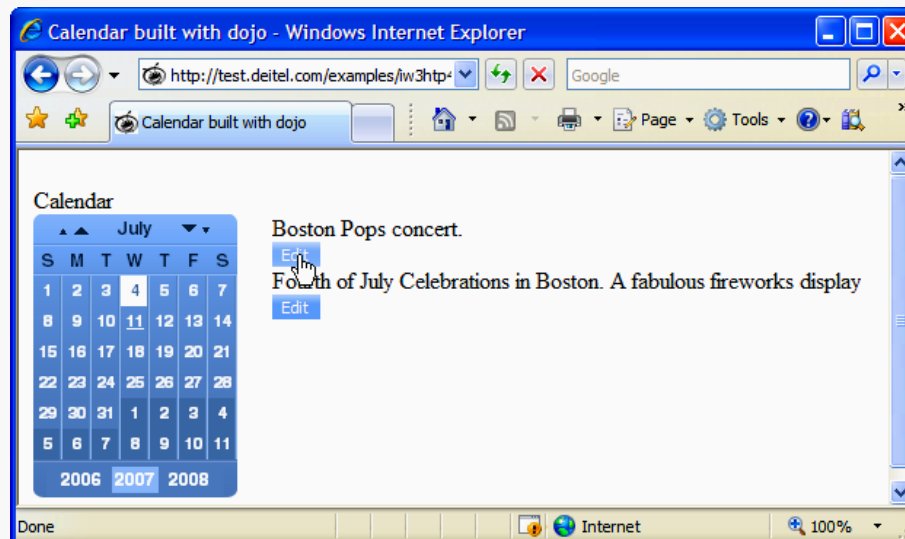 Calendar built with dojo - Windows Internet Explorer
http://test.deitel.com/examples/iw3htp4
Google
Calendar built with dojo
Page
Tools
»
Calendar
July
S M T W T F S
1 2 3 4 5 6 7
8 9 10 11 12 13 14
15 16 17 18 19 20 21
22 23 24 25 26 27 28
29 30 31 1 2 3 4
5 6 7 8 9 10 11
2006 2007 2008
Boston Pops concert.
Edit
Fourth of July Celebrations in Boston. A fabulous fireworks display
Edit
Done
Internet
100%